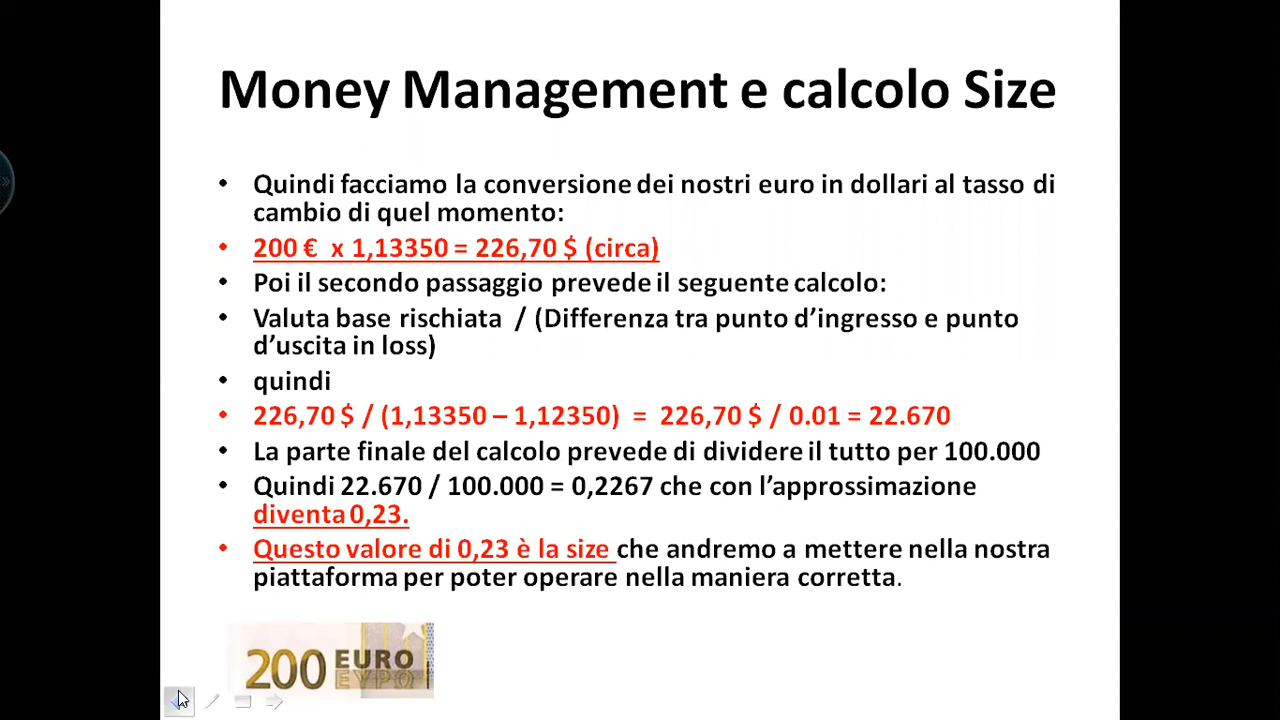 Money Management e calcolo Size
• Quindi facciamo la conversione dei nostri euro in dollari al tasso di
cambio di quel momento:
• 200 € x 1,13350 = 226,70 $ (circa)
• Poi il secondo passaggio prevede il seguente calcolo:
• Valuta base rischiata / (Differenza tra punto d’ingresso e punto
d’uscita in loss)
• quindi
• 226,70 $ / (1,13350 – 1,12350) = 226,70 $ / 0.01 = 22.670
• La parte finale del calcolo prevede di dividere il tutto per 100.000
• Quindi 22.670 / 100.000 = 0,2267 che con l’approssimazione
diventa 0,23.
• Questo valore di 0,23 è la size che andremo a mettere nella nostra
piattaforma per poter operare nella maniera corretta.
200 EURO
ΕΥΡΩ